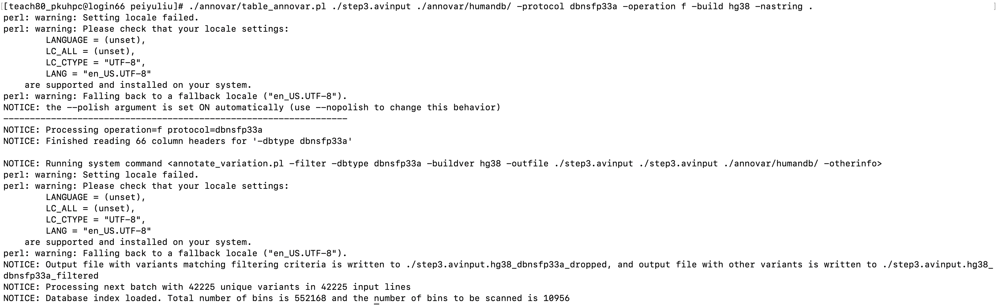 [[teach80_pkuhpc@login66 peiyuliu]# ./annovar/table_annovar.pl ./step3.avinput ./annovar/humandb/ -protocol dbnsfp33a -operation f -build hg38 -nastring . ]
perl: warning: Setting locale failed.
perl: warning: Please check that your locale settings:
        LANGUAGE = (unset),
        LC_ALL = (unset),
        LC_CTYPE = "UTF-8",
        LANG = "en_US.UTF-8"
    are supported and installed on your system.
perl: warning: Falling back to a fallback locale ("en_US.UTF-8").
NOTICE: the --polish argument is set ON automatically (use --nopolish to change this behavior)
-----------------------------------------------------------------
NOTICE: Processing operation=f protocol=dbnsfp33a
NOTICE: Finished reading 66 column headers for '-dbtype dbnsfp33a'

NOTICE: Running system command <annotate_variation.pl -filter -dbtype dbnsfp33a -buildver hg38 -outfile ./step3.avinput ./step3.avinput ./annovar/humandb/ -otherinfo>
perl: warning: Setting locale failed.
perl: warning: Please check that your locale settings:
        LANGUAGE = (unset),
        LC_ALL = (unset),
        LC_CTYPE = "UTF-8",
        LANG = "en_US.UTF-8"
    are supported and installed on your system.
perl: warning: Falling back to a fallback locale ("en_US.UTF-8").
NOTICE: Output file with variants matching filtering criteria is written to ./step3.avinput.hg38_dbnsfp33a_dropped, and output file with other variants is written to ./step3.avinput.hg38_
dbnsfp33a_filtered
NOTICE: Processing next batch with 42225 unique variants in 42225 input lines
NOTICE: Database index loaded. Total number of bins is 552168 and the number of bins to be scanned is 10956